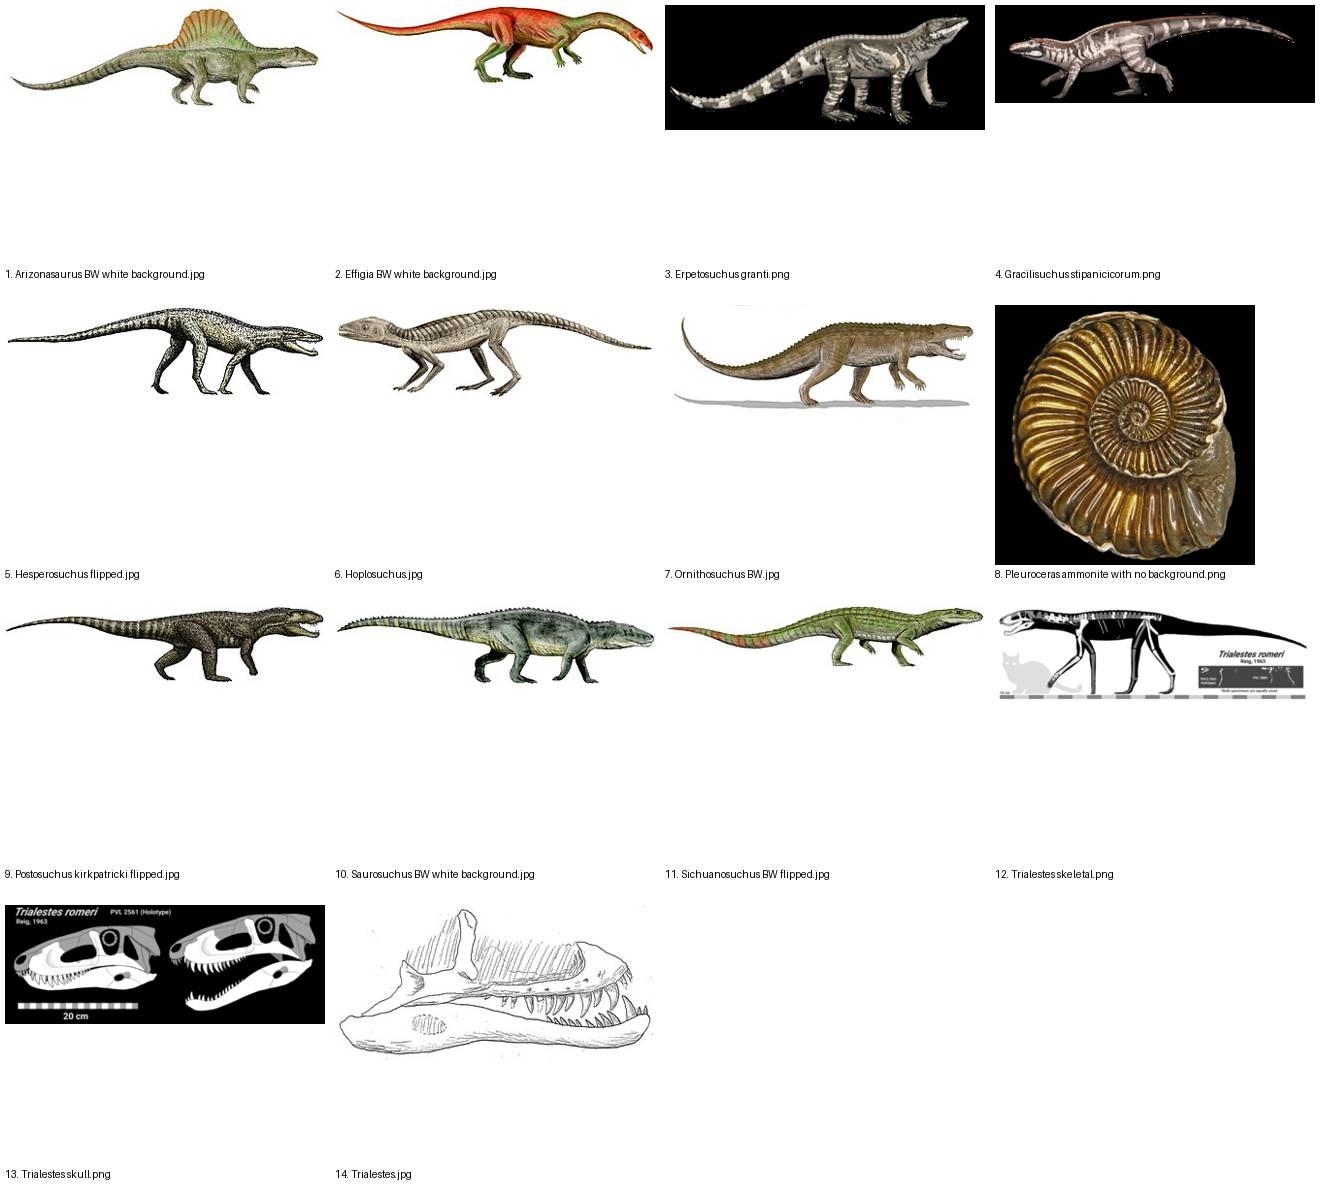 1. Arizonasaurus BW white background.jpg
2. Effigia BW white background.jpg
3. Erpetosuchus granti.png
4. Gracilisuchus stipanicicorum.png
5. Hesperosuchus flipped.jpg
6. Hoplosuchus.jpg
7. Ornithosuchus BW.jpg
8. Pleuroceras ammonite with no background.png
Trialestes romeri
Reig, 1963
9. Postosuchus kirkpatricki flipped.jpg
10. Saurosuchus BW white background.jpg
11. Sichuanosuchus BW flipped.jpg
12. Trialestes skeletal.png
Trialestes romeri PVL 2561 (Holotype)
Reig, 1963
20 cm
13. Trialestes skull.png
14. Trialestes.jpg